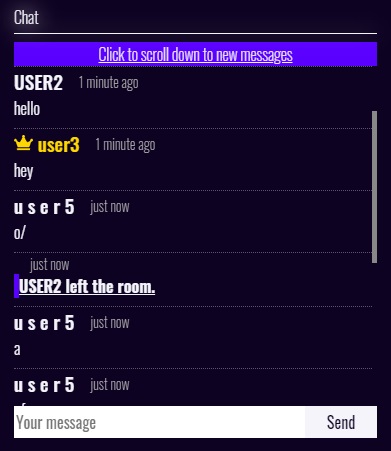 Chat
Click to scroll down to new messages
USER2 1 minute ago
hello
user3 1 minute ago
hey
u s e r 5 just now
o/
just now
USER2 left the room.
u s e r 5 just now
a
u s e r 5 just now
Your message Send